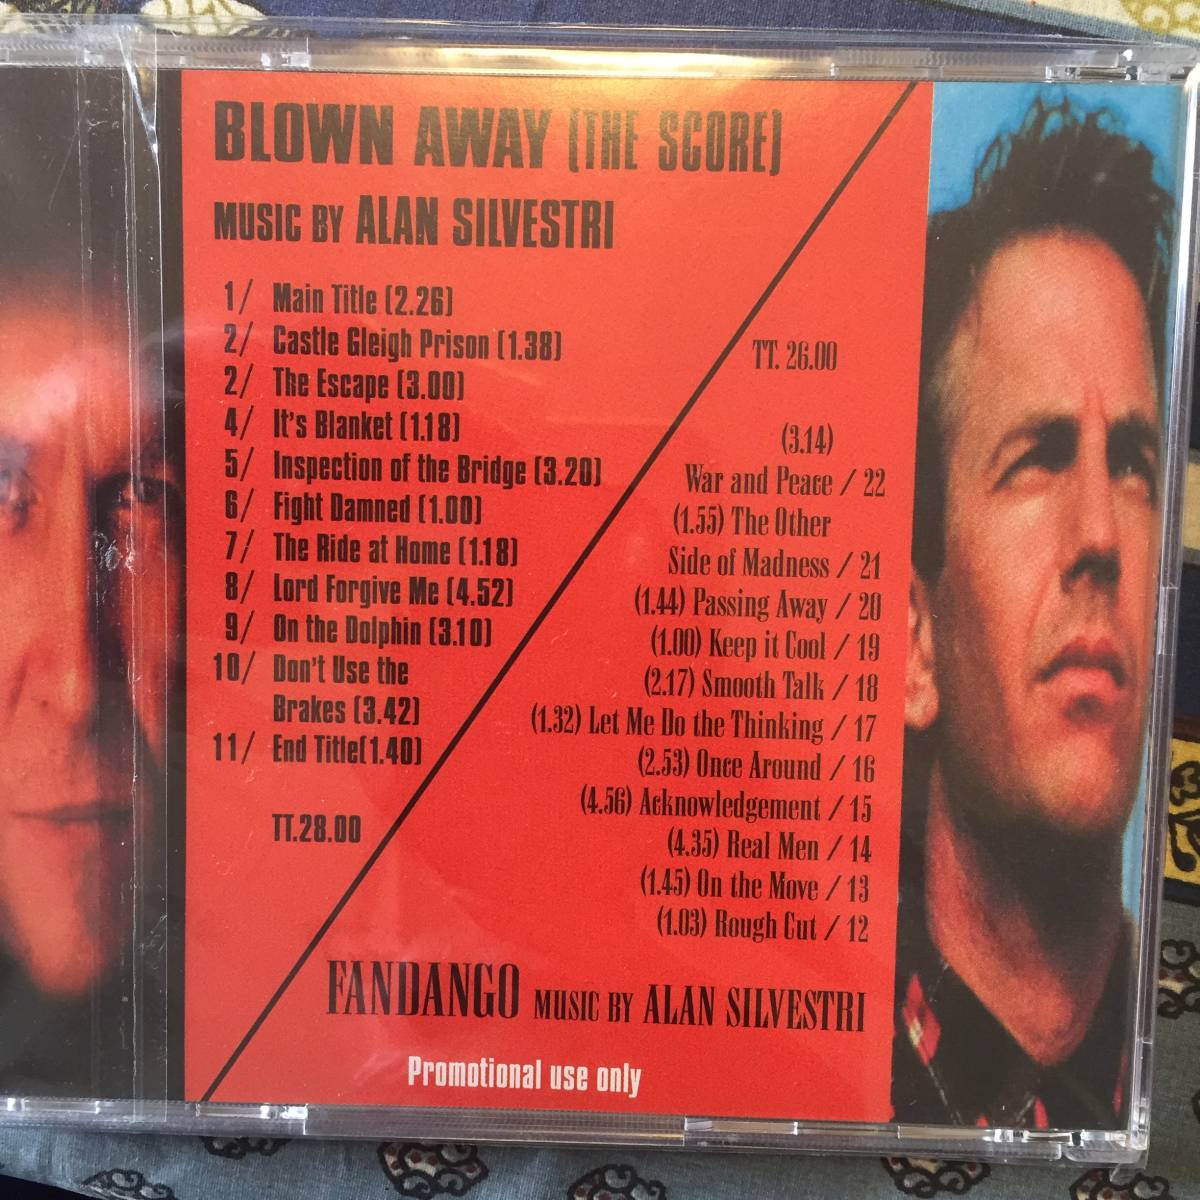 BLOWN AWAY (THE SCORE)
MUSIC BY ALAN SILVESTRI
1/ Main Title (2.26)
2/ Castle Gleigh Prison (1.38)
2/ The Escape (3.00)
4/ It's Blanket (1.18)
5/ Inspection of the Bridge (3.20)
6/ Fight Damned (1.00)
7/ The Ride at Home (1.18)
8/ Lord Forgive Me (4.52)
9/ On the Dolphin (3.10)
10/ Don't Use the
Brakes (3.42)
11/ End Title(1.40)
TT.28.00
TT. 26.00
(3.14)
War and Peace / 22
(1.55) The Other
Side of Madness / 21
(1.44) Passing Away / 20
(1.00) Keep it Cool / 19
(2.17) Smooth Talk / 18
(1.32) Let Me Do the Thinking / 17
(2.53) Once Around / 16
(4.56) Acknowledgement / 15
(4.35) Real Men / 14
(1.45) On the Move / 13
(1.03) Rough Cut / 12
FANDANGO MUSIC BY ALAN SILVESTRI
Promotional use only